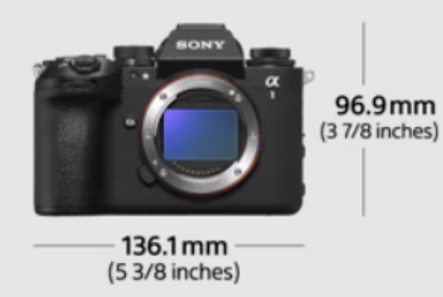 SONY
α
1
96.9mm
(3 7/8 inches)
136.1mm
(5 3/8 inches)